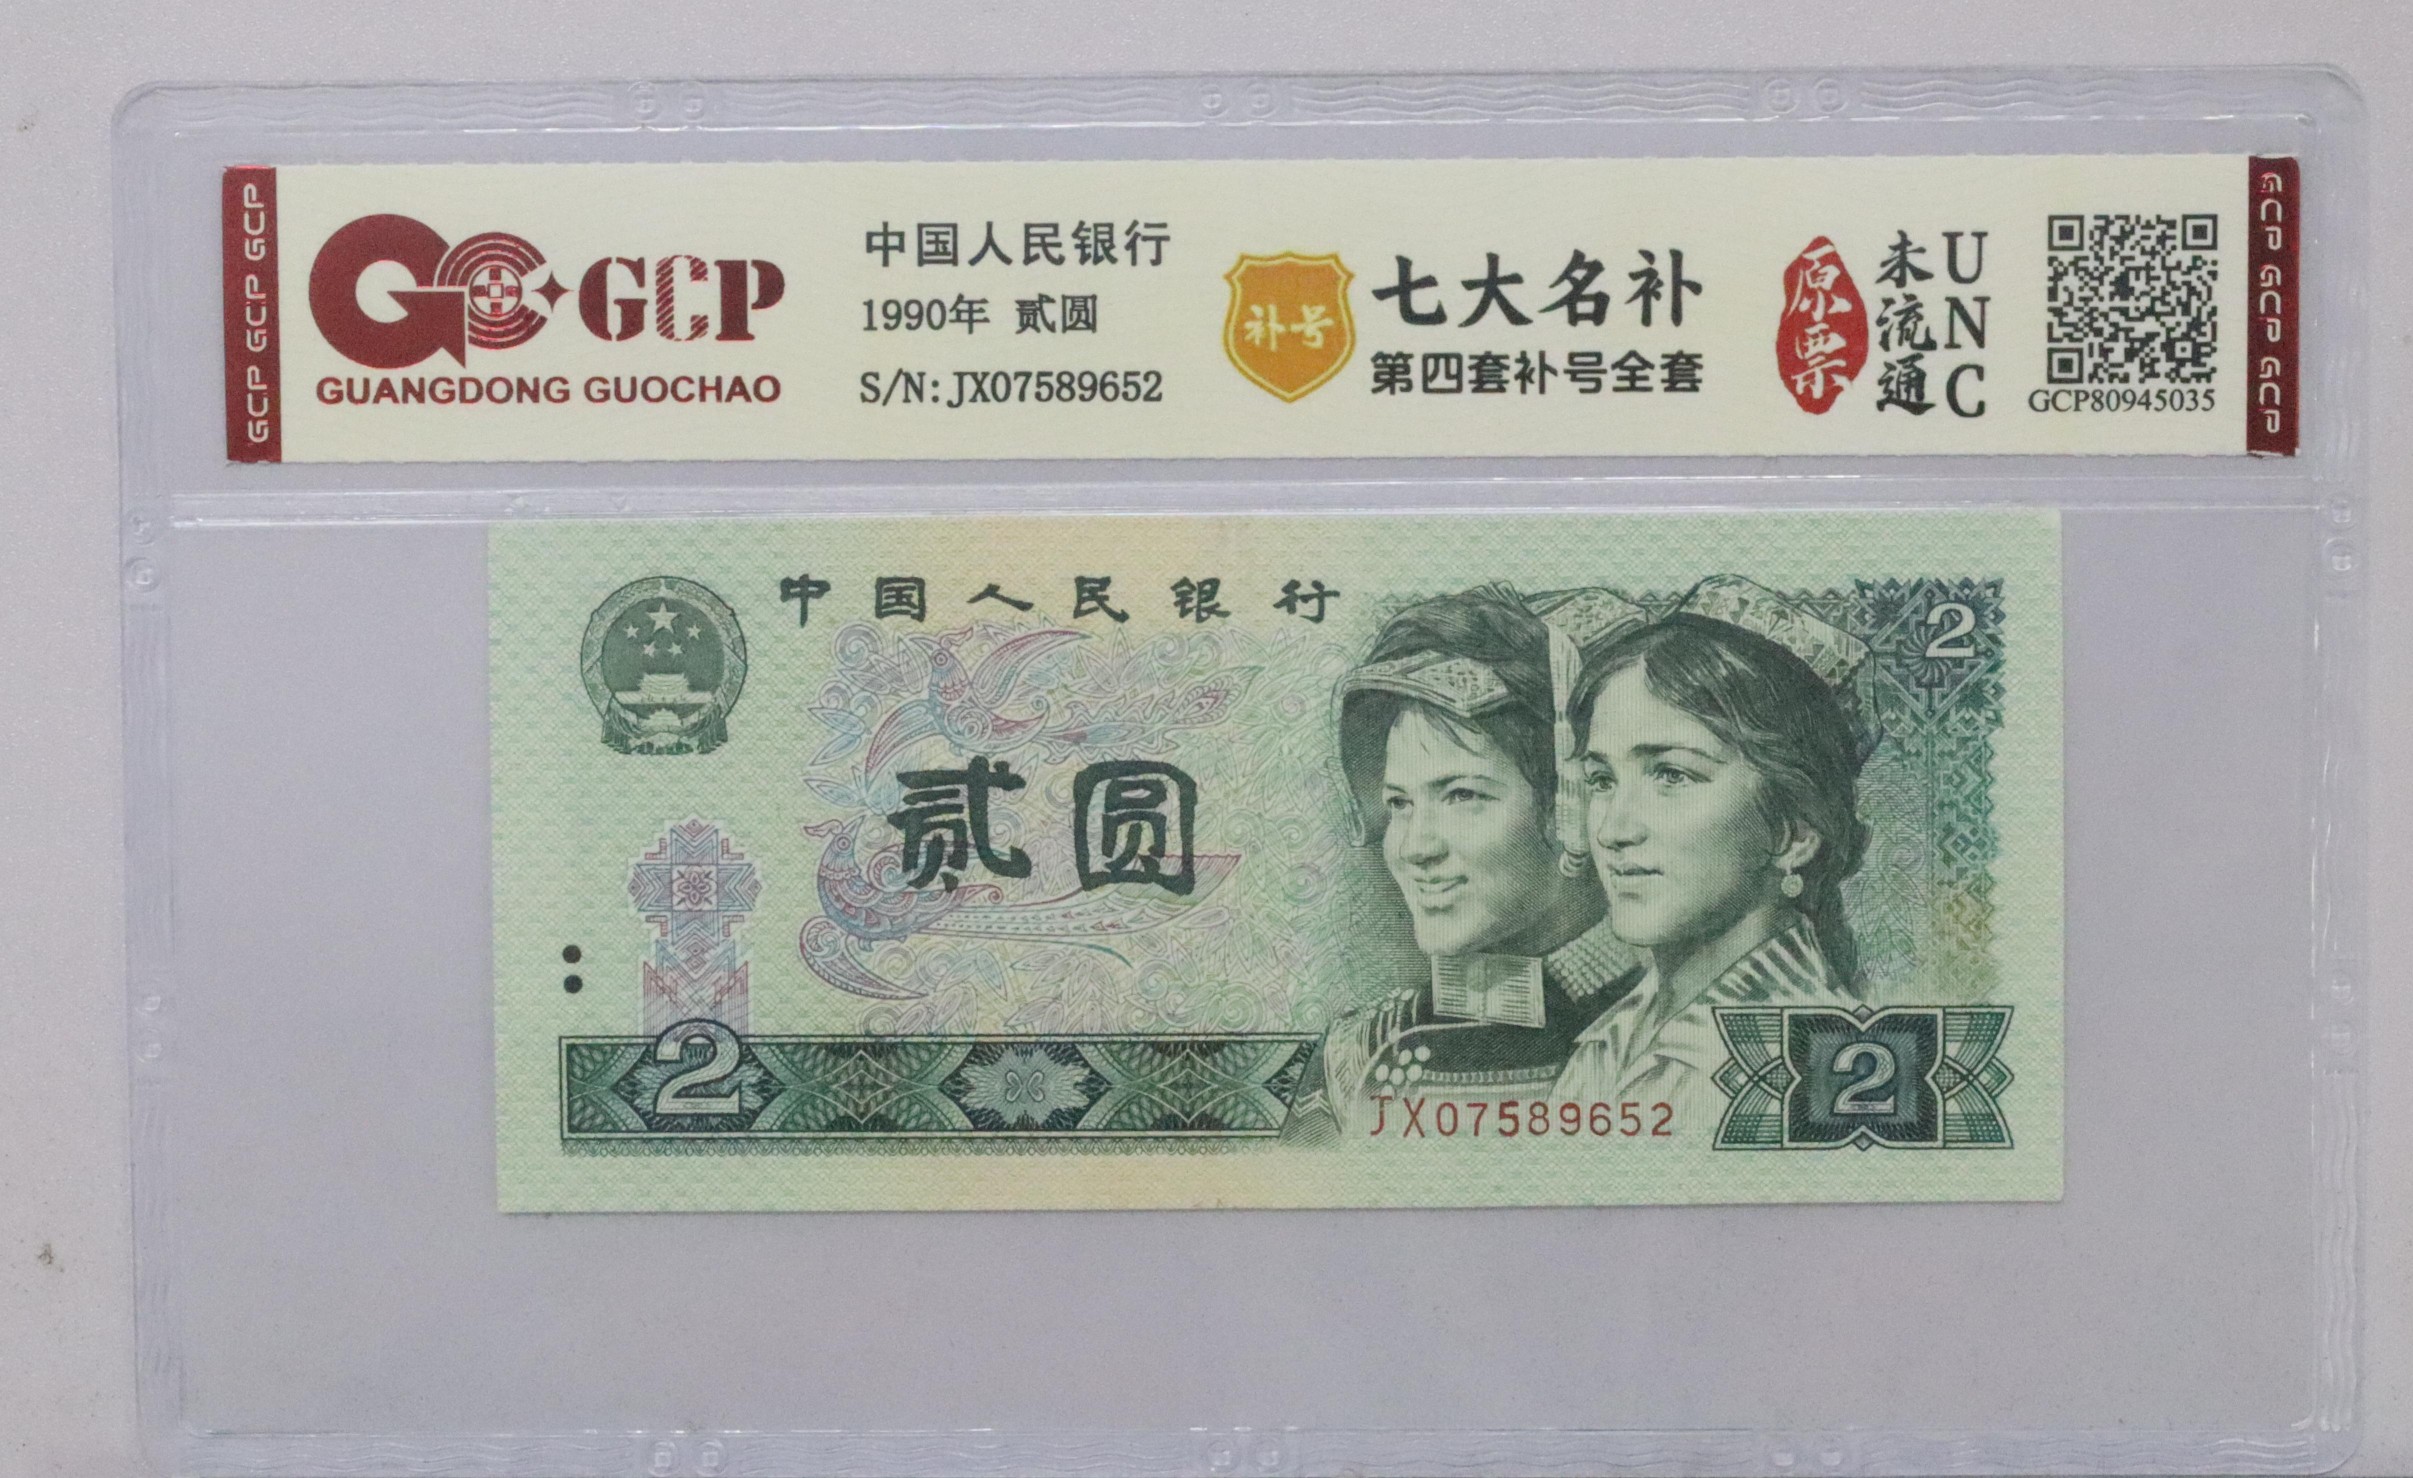 GCP GCP GCP
GCP
GUANGDONG GUOCHAO
中国人民银行
1990年 贰圆
S/N: JX07589652
补号
七大名补
第四套补号全套
原票
未流通
UNC
GCP80945035
GCP GCP GCP
中国人民银行
2
贰圆
2
JX07589652
2